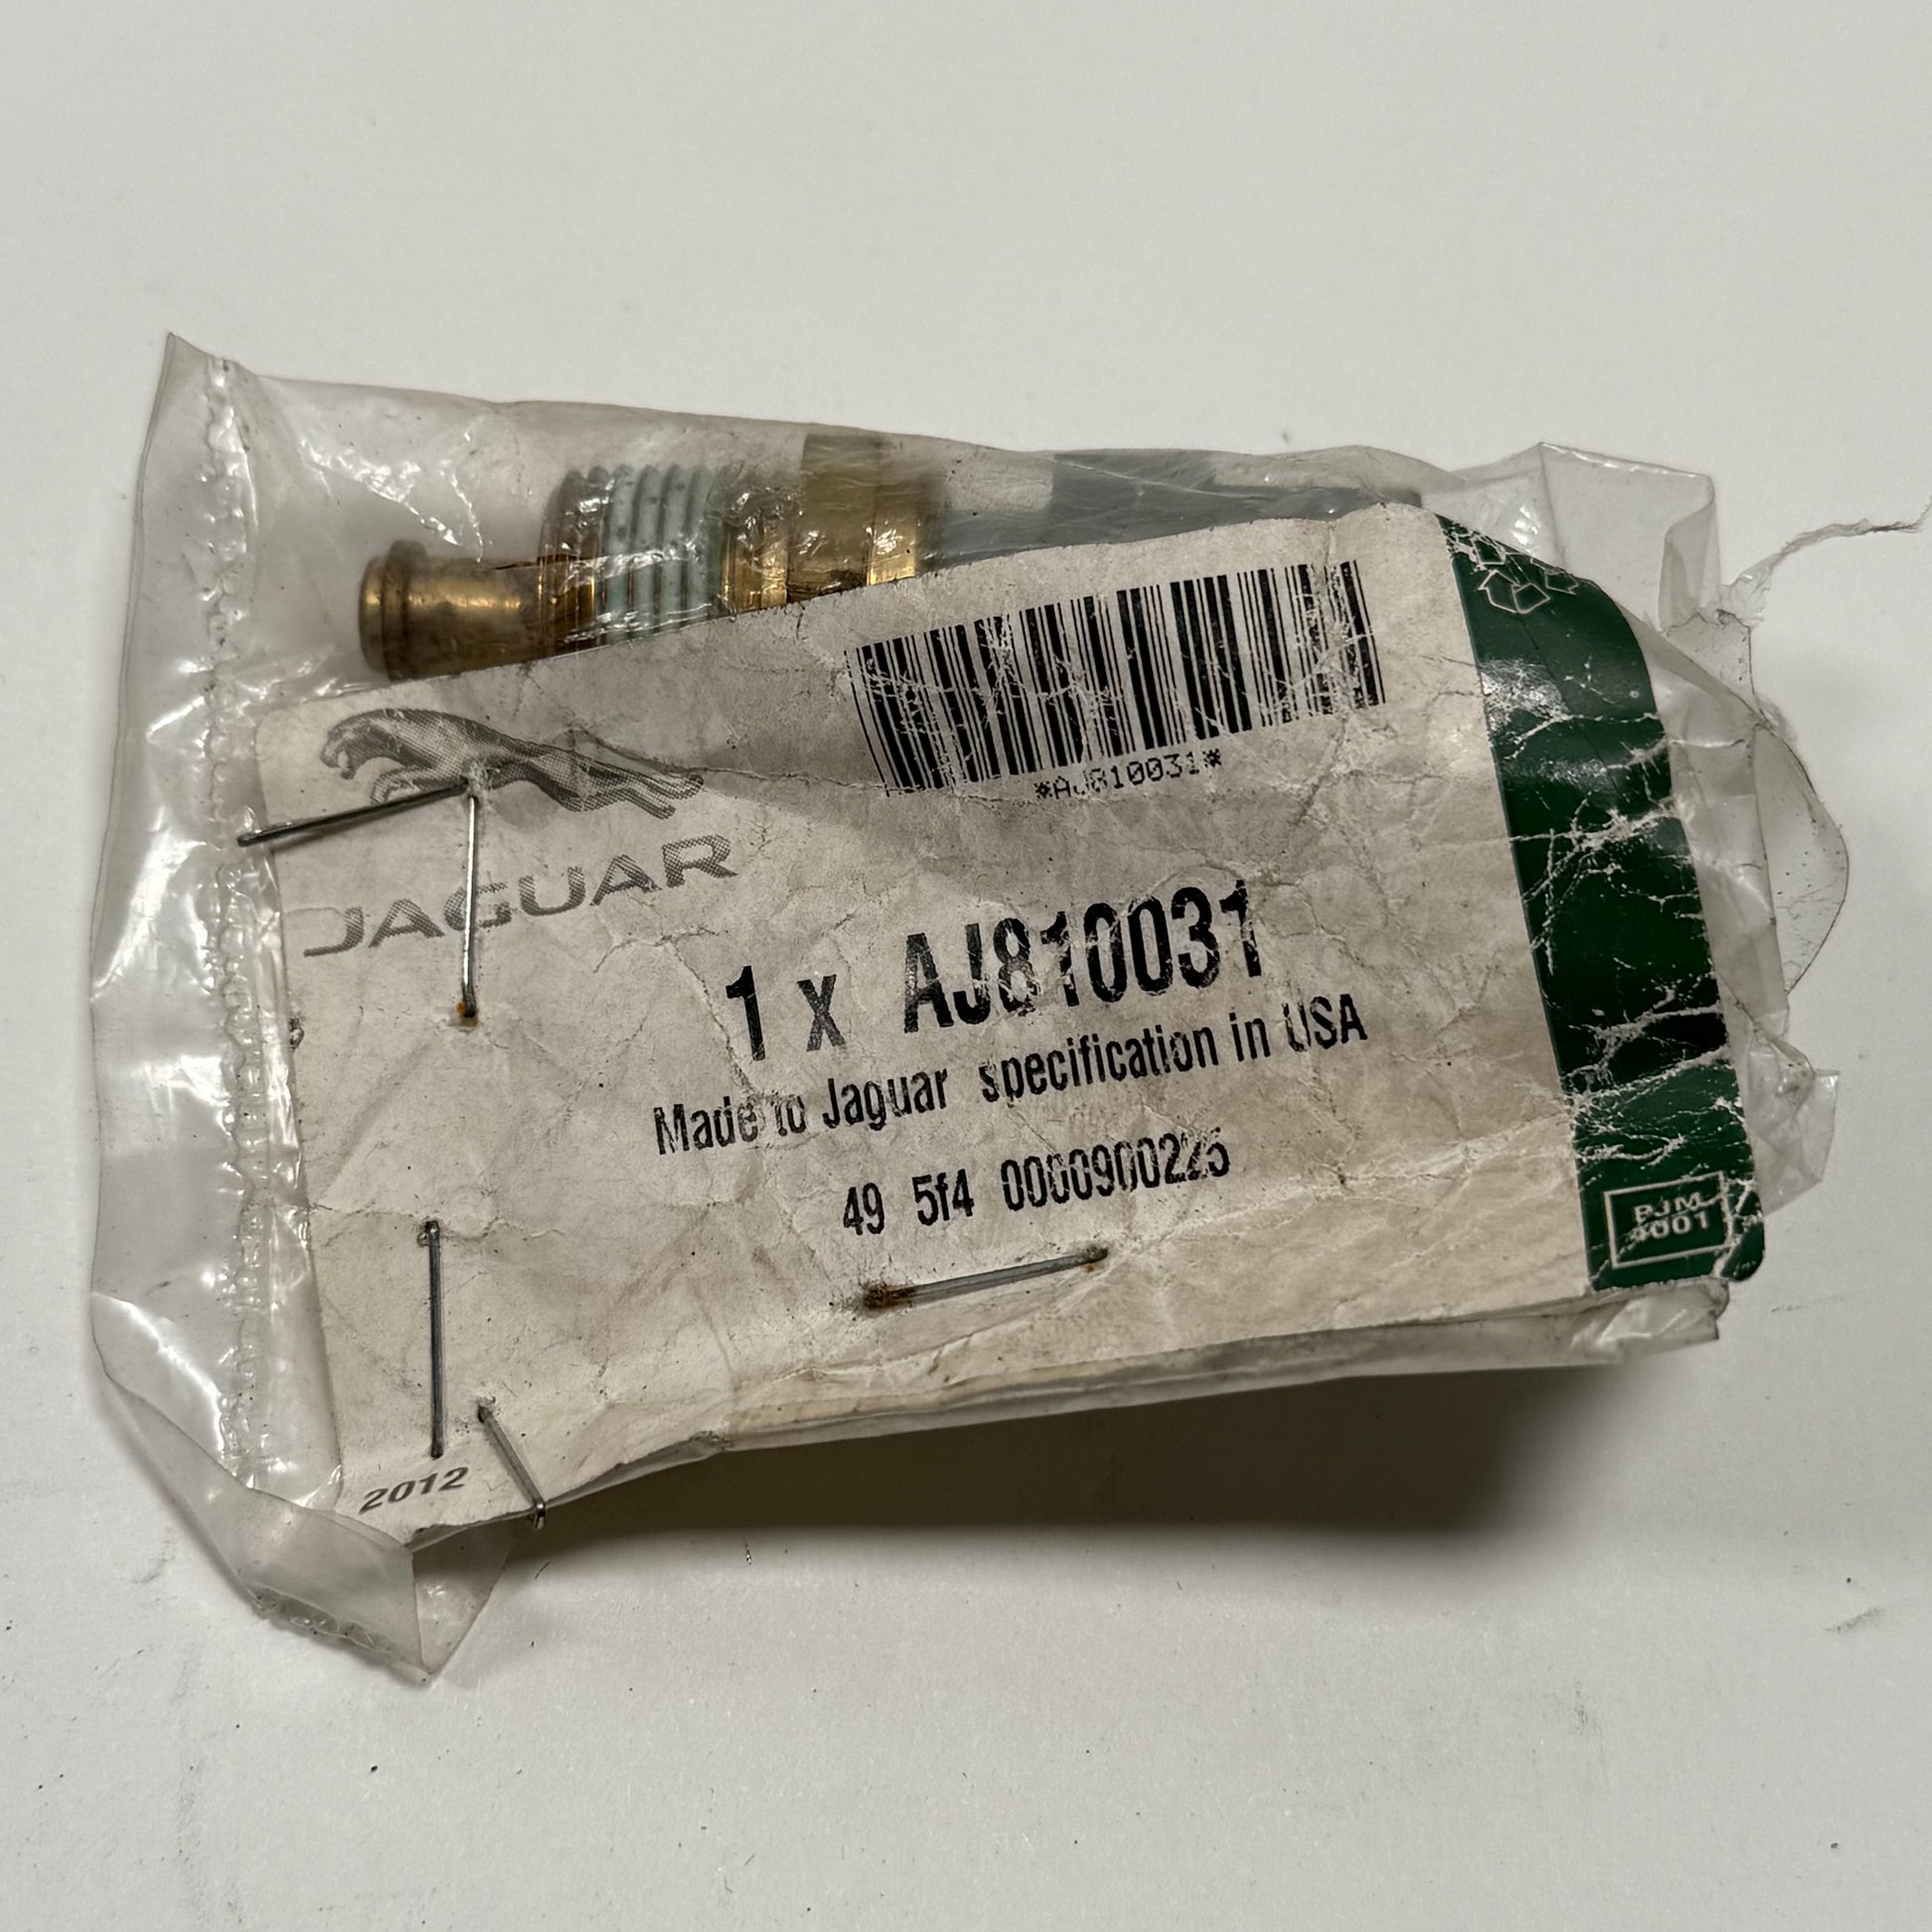 *AJ810031*
JAGUAR
1 x AJ810031
Made to Jaguar specification in USA
49 5f4 0000900225
PJM
4001
2012